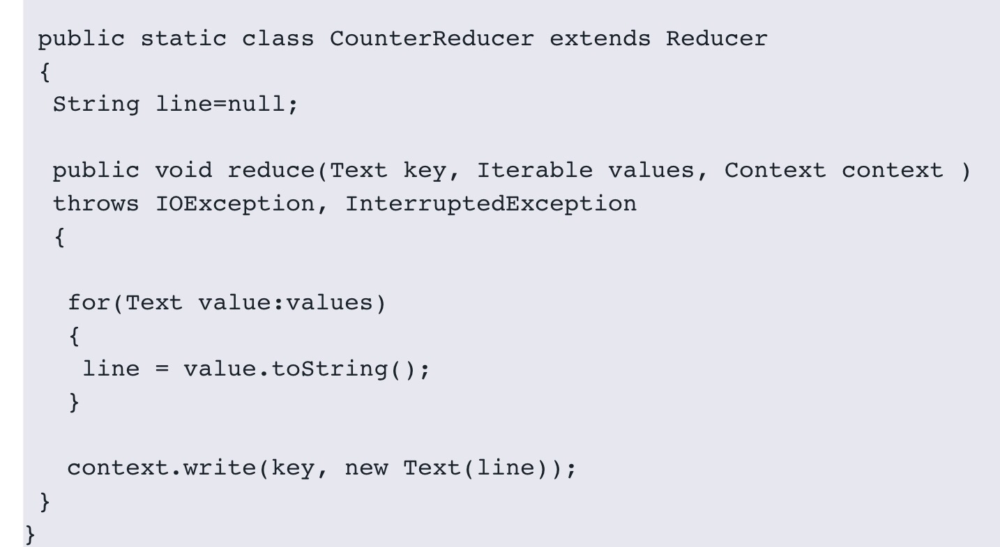 public static class CounterReducer extends Reducer
{
String line=null;
public void reduce(Text key, Iterable values, Context context )
throws IOException, InterruptedException
{
for(Text value:values)
{
line = value.toString();
}
context.write(key, new Text(line));
}
}